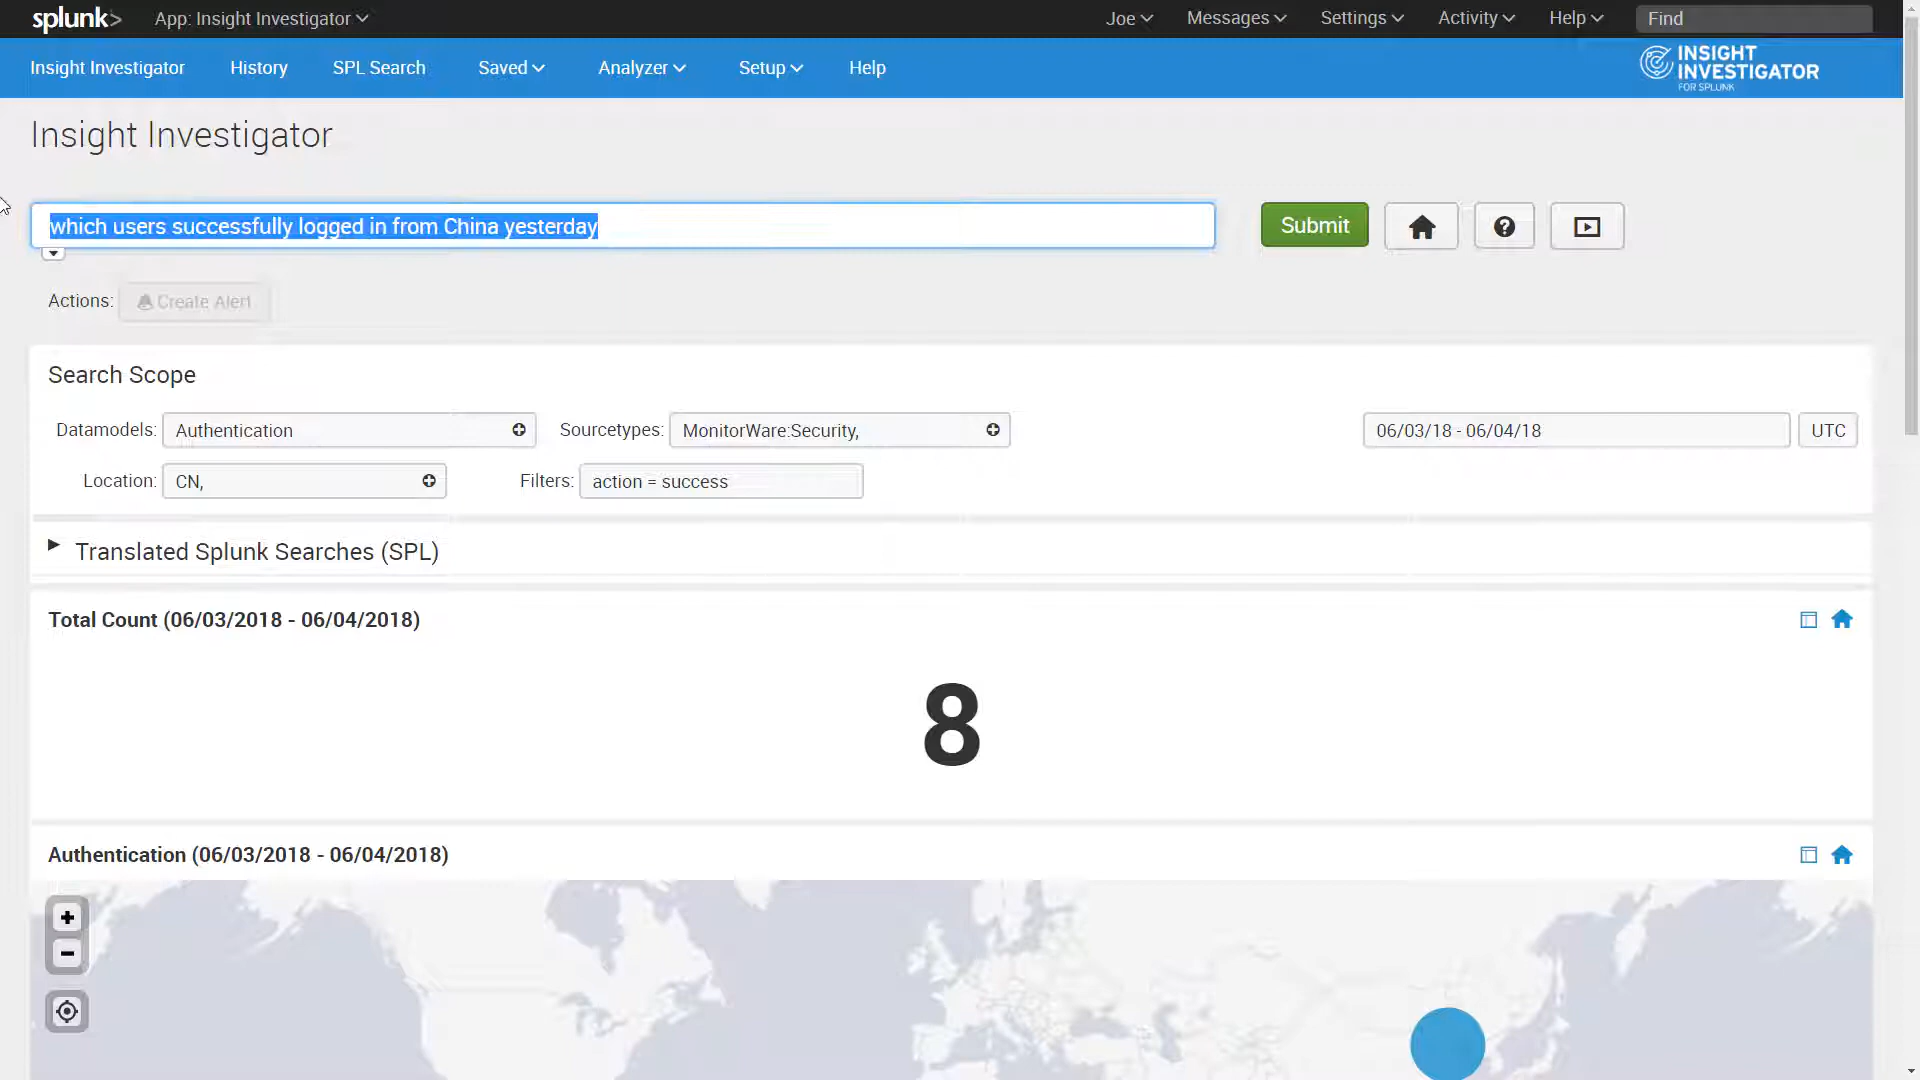 splunk> App: Insight Investigator Joe Messages Settings Activity Help Find
Insight Investigator History SPL Search Saved Analyzer Setup Help INSIGHT
INVESTIGATOR
FOR SPLUNK
Insight Investigator
which users successfully logged in from China yesterday Submit
Actions: Create Alert
Search Scope
Datamodels: Authentication Sourcetypes: MonitorWare:Security, 06/03/18 - 06/04/18 UTC
Location: CN, Filters: action = success
Translated Splunk Searches (SPL)
Total Count (06/03/2018 - 06/04/2018)
8
Authentication (06/03/2018 - 06/04/2018)